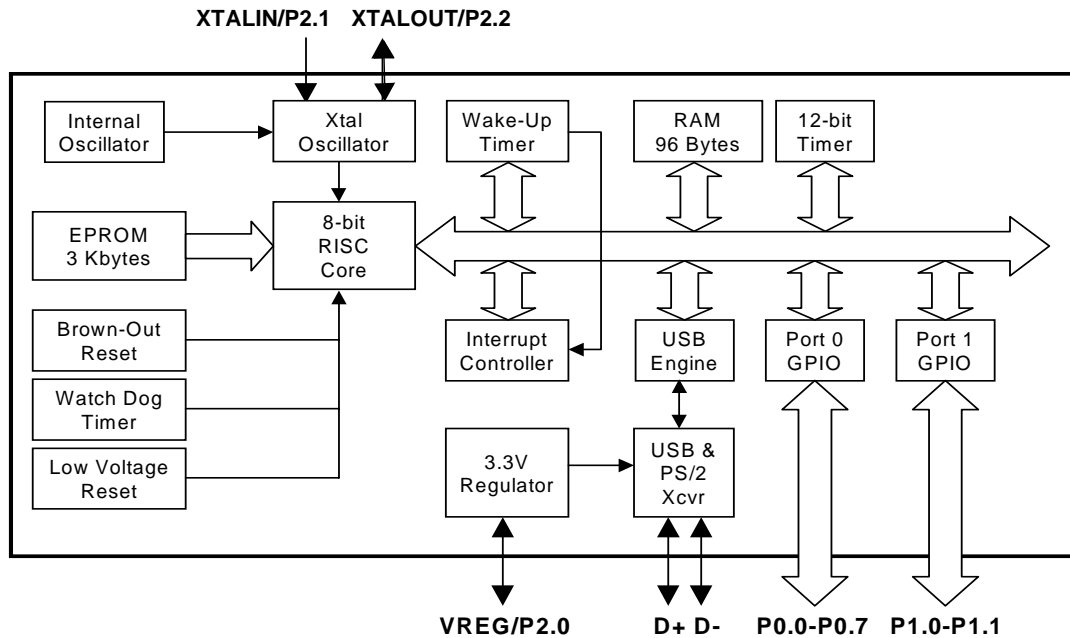 XTALIN/P2.1 XTALOUT/P2.2
Internal
Oscillator
Xtal
Oscillator
Wake-Up
Timer
RAM
96 Bytes
12-bit
Timer
EPROM
3 Kbytes
8-bit
RISC
Core
Brown-Out
Reset
Interrupt
Controller
USB
Engine
Port 0
GPIO
Port 1
GPIO
Watch Dog
Timer
Low Voltage
Reset
3.3V
Regulator
USB &
PS/2
Xcvr
VREG/P2.0 D+ D- P0.0-P0.7 P1.0-P1.1